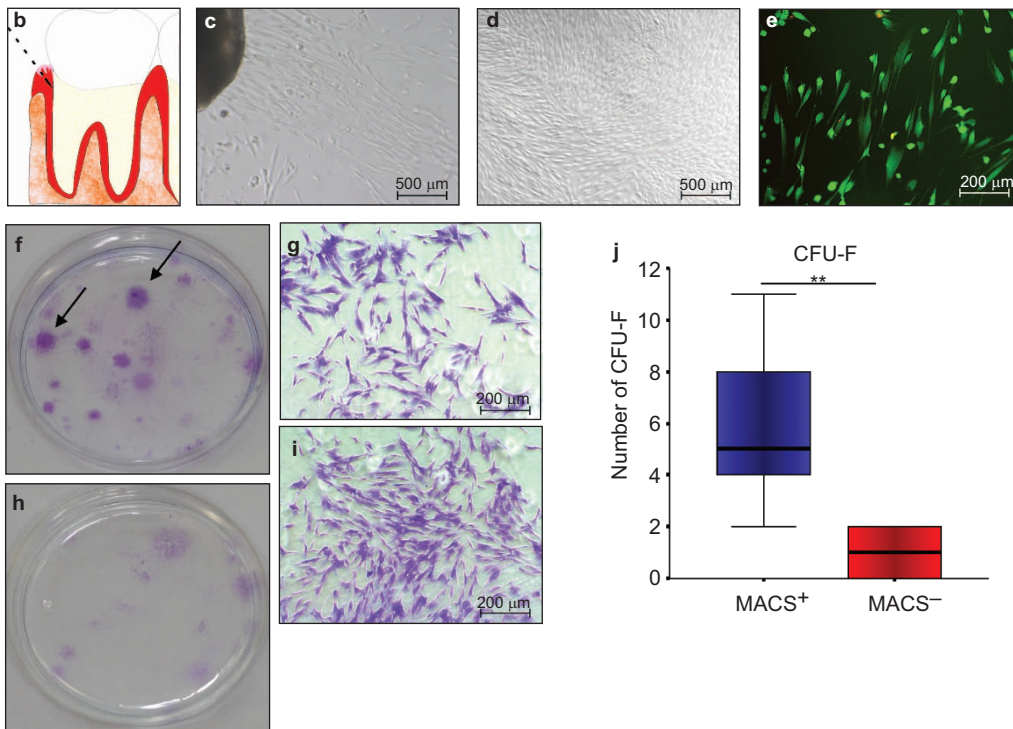 b
c
500 µm
d
500 µm
e
200 µm
f
g
200 µm
h
i
200 µm
j
CFU-F
**
Number of CFU-F
12
10
8
6
4
2
0
MACS+
MACS–